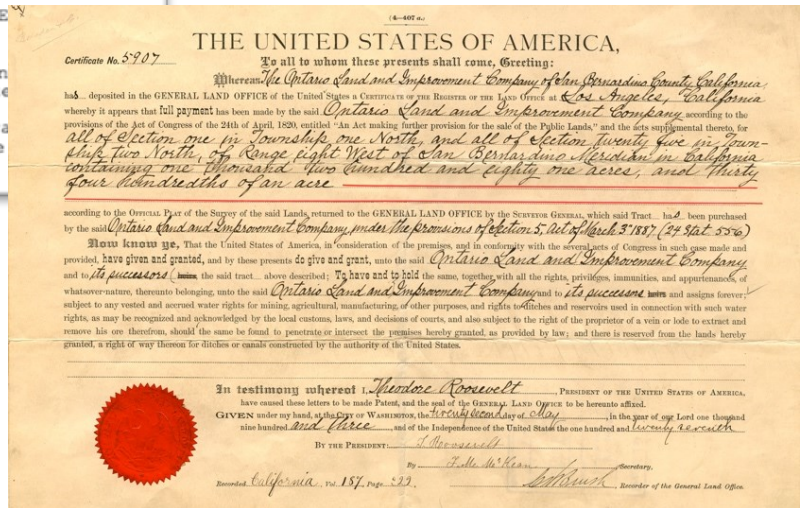 (4—407 a.)
THE UNITED STATES OF AMERICA,
Certificate No. 5907
To all to whom these presents shall come, Greeting:
Whereas The Ontario Land and Improvement Company of San Bernardino County California,
has deposited in the GENERAL LAND OFFICE of the United States a CERTIFICATE OF THE REGISTER OF THE LAND OFFICE AT Los Angeles, California
whereby it appears that full payment has been made by the said Ontario Land and Improvement Company according to the
provisions of the Act of Congress of the 24th of April, 1820, entitled "An Act making further provision for the sale of the Public Lands," and the acts supplemental thereto, for
all of Section one in Township one North, and all of Section twenty five in Town-
ship two North, of Range eight West of San Bernardino Meridian in California
containing one thousand two hundred and eighty one acres, and thirty
four hundredths of an acre
according to the OFFICIAL PLAT of the Survey of the said Lands, returned to the GENERAL LAND OFFICE by the SURVEYOR GENERAL, which said Tract has been purchased
by the said Ontario Land and Improvement Company under the provisions of Section 5, Act of March 3d 1887 (24 Stat. 556)
Now know ye, That the United States of America, in consideration of the premises, and in conformity with the several acts of Congress in such case made and
provided, have given and granted, and by these presents do give and grant, unto the said Ontario Land and Improvement Company
and to its successors heirs, the said tract above described; To have and to hold the same, together with all the rights, privileges, immunities, and appurtenances, of
whatsoever-nature, thereunto belonging, unto the said Ontario Land and Improvement Company and to its successors heirs and assigns forever;
subject to any vested and accrued water rights for mining, agricultural, manufacturing, or other purposes, and rights to ditches and reservoirs used in connection with such water
rights, as may be recognized and acknowledged by the local customs, laws, and decisions of courts, and also subject to the right of the proprietor of a vein or lode to extract and
remove his ore therefrom, should the same be found to penetrate or intersect the premises hereby granted, as provided by law; and there is reserved from the lands hereby
granted, a right of way thereon for ditches or canals constructed by the authority of the United States.
In testimony whereof I, Theodore Roosevelt, PRESIDENT OF THE UNITED STATES OF AMERICA,
have caused these letters to be made Patent, and the seal of the GENERAL LAND OFFICE to be hereunto affixed.
GIVEN under my hand, at the CITY OF WASHINGTON, the twenty second day of May, in the year of our Lord one thousand
nine hundred and three, and of the Independence of the United States the one hundred and twenty seventh
BY THE PRESIDENT: T. Roosevelt
By F. M. McKean, Secretary,
Recorded California, Vol. 157, Page
Recorder of the General Land Office.